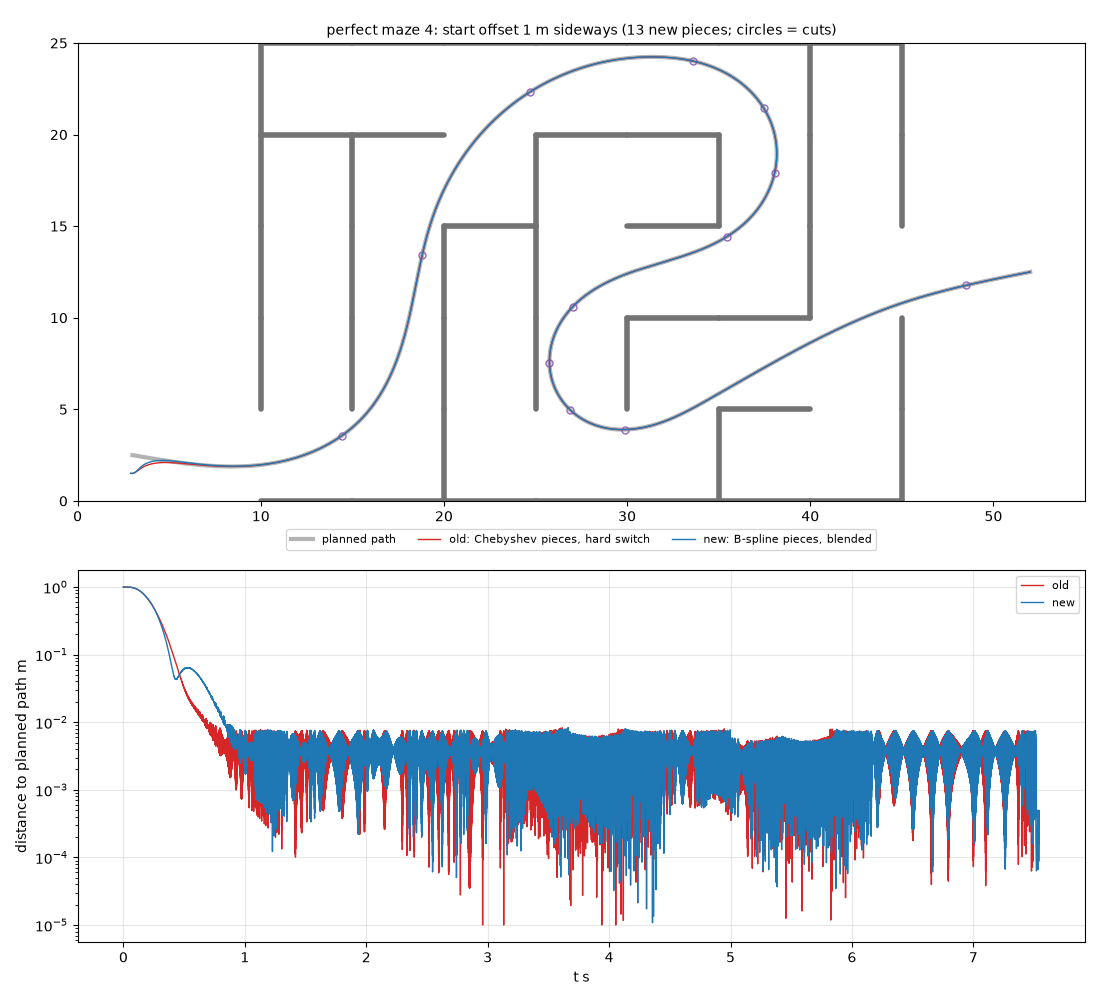 perfect maze 4: start offset 1 m sideways (13 new pieces; circles = cuts)
25
20
15
10
5
0
0 10 20 30 40 50
planned path old: Chebyshev pieces, hard switch new: B-spline pieces, blended
distance to planned path m
10⁰
10⁻¹
10⁻²
10⁻³
10⁻⁴
10⁻⁵
old
new
0 1 2 3 4 5 6 7
t s